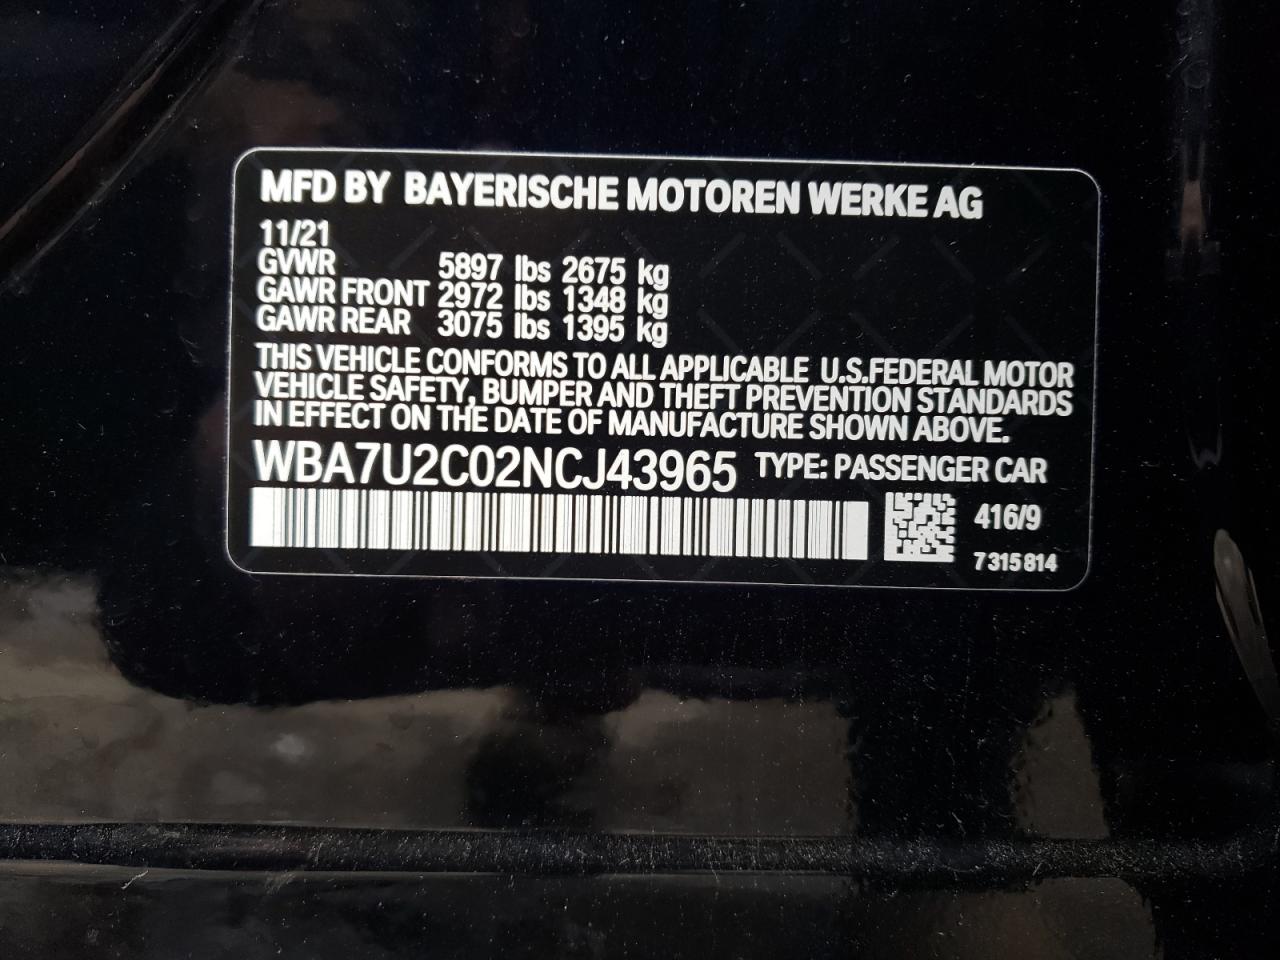 MFD BY BAYERISCHE MOTOREN WERKE AG
11/21
GVWR 5897 lbs 2675 kg
GAWR FRONT 2972 lbs 1348 kg
GAWR REAR 3075 lbs 1395 kg
THIS VEHICLE CONFORMS TO ALL APPLICABLE U.S.FEDERAL MOTOR
VEHICLE SAFETY, BUMPER AND THEFT PREVENTION STANDARDS
IN EFFECT ON THE DATE OF MANUFACTURE SHOWN ABOVE.
WBA7U2C02NCJ43965 TYPE: PASSENGER CAR
416/9
7 315 814